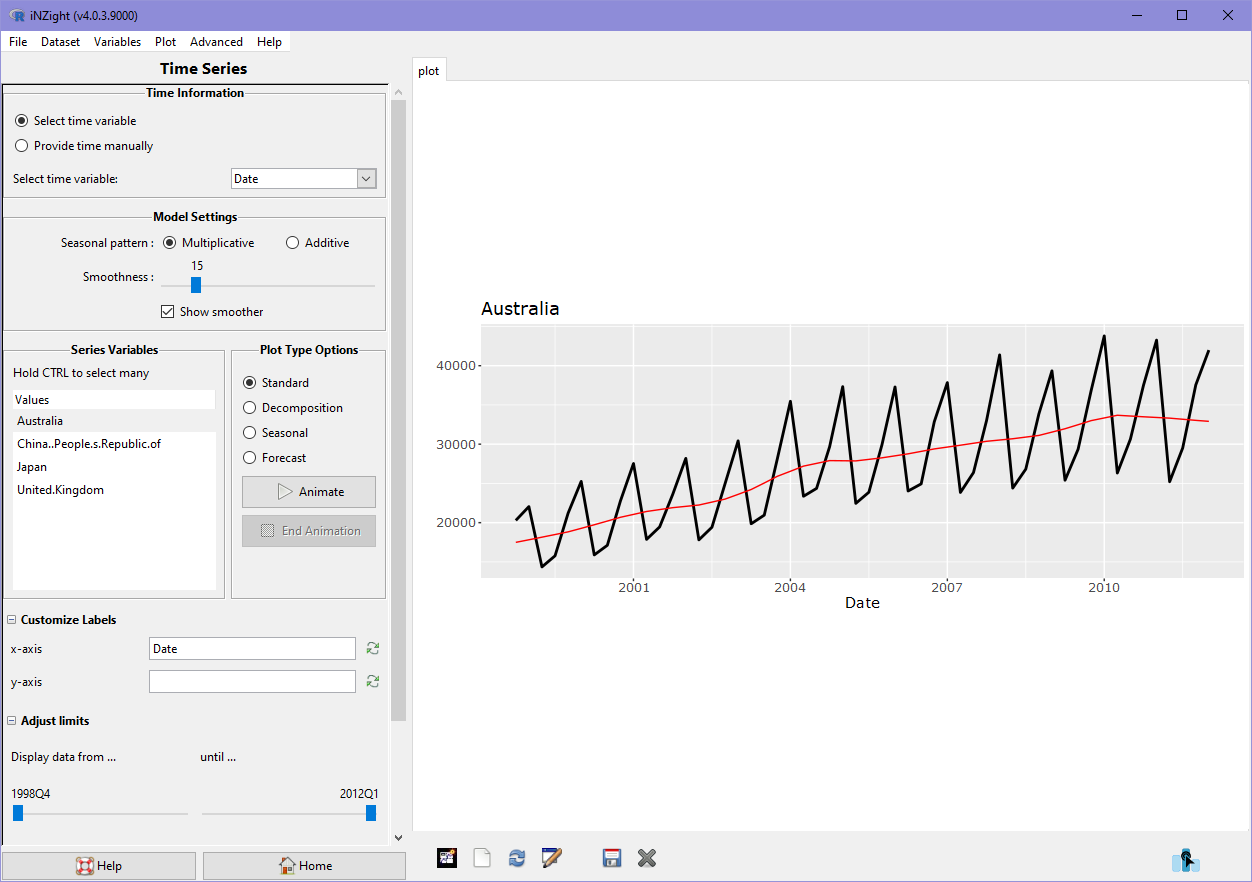 iNZight (v4.0.3.9000)
File Dataset Variables Plot Advanced Help
Time Series
Time Information
Select time variable
Provide time manually
Select time variable: Date
Model Settings
Seasonal pattern : Multiplicative Additive
15
Smoothness :
Show smoother
Series Variables
Hold CTRL to select many
Values
Australia
China..People.s.Republic.of
Japan
United.Kingdom
Plot Type Options
Standard
Decomposition
Seasonal
Forecast
Animate
End Animation
Customize Labels
x-axis Date
y-axis
Adjust limits
Display data from ... until ...
1998Q4 2012Q1
Help Home
plot
Australia
40000
30000
20000
2001 2004 2007 2010
Date